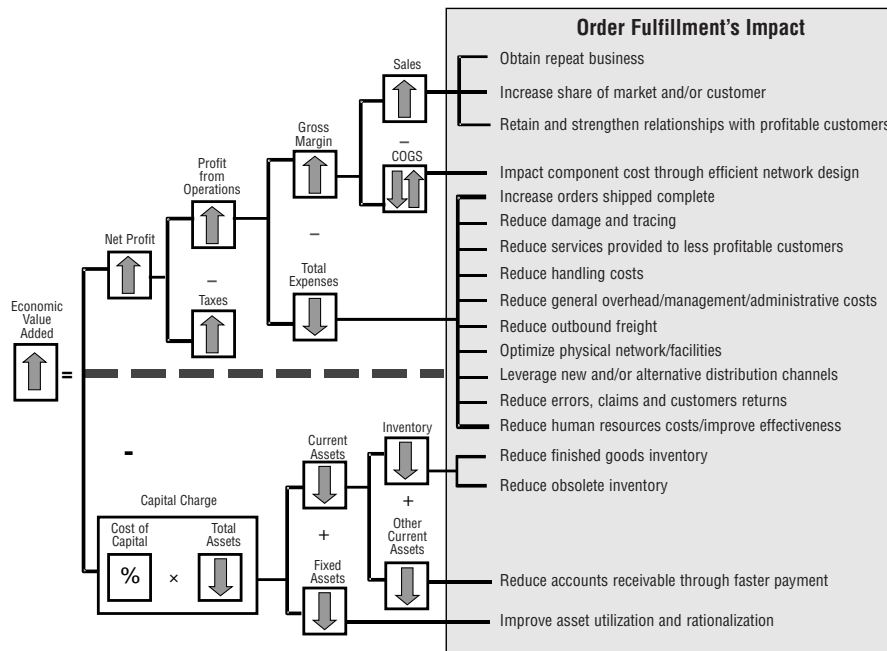 Order Fulfillment's Impact
Sales
Obtain repeat business
Increase share of market and/or customer
Retain and strengthen relationships with profitable customers
–
Gross
Margin
COGS
Impact component cost through efficient network design
Profit
from
Operations
Increase orders shipped complete
Reduce damage and tracing
Net Profit
–
Reduce services provided to less profitable customers
–
Total
Expenses
Reduce handling costs
Taxes
Reduce general overhead/management/administrative costs
Economic
Value
Added
Reduce outbound freight
Optimize physical network/facilities
=
Leverage new and/or alternative distribution channels
Reduce errors, claims and customers returns
Reduce human resources costs/improve effectiveness
-
Current
Assets
Inventory
Reduce finished goods inventory
Reduce obsolete inventory
Capital Charge
+
Cost of
Capital
Total
Assets
+
Other
Current
Assets
% ×
Fixed
Assets
Reduce accounts receivable through faster payment
Improve asset utilization and rationalization